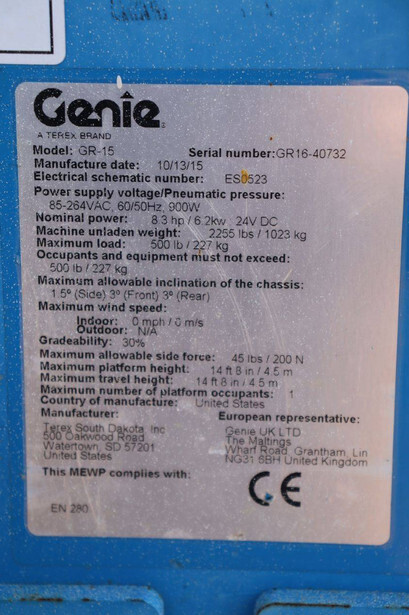 Genie
A TEREX BRAND
Model: GR-15 Serial number: GR16-40732
Manufacture date: 10/13/15
Electrical schematic number: ES0523
Power supply voltage/Pneumatic pressure:
85-264VAC, 60/50Hz, 900W
Nominal power: 8.3 hp / 6.2kw 24V DC
Machine unladen weight: 2255 lbs / 1023 kg
Maximum load: 500 lb / 227 kg
Occupants and equipment must not exceed:
500 lb / 227 kg
Maximum allowable inclination of the chassis:
1.5° (Side) 3° (Front) 3° (Rear)
Maximum wind speed:
Indoor: 0 mph / 0 m/s
Outdoor: N/A
Gradeability: 30%
Maximum allowable side force: 45 lbs / 200 N
Maximum platform height: 14 ft 8 in / 4.5 m
Maximum travel height: 14 ft 8 in / 4.5 m
Maximum number of platform occupants: 1
Country of manufacture: United States
Manufacturer: European representative:
Terex South Dakota, Inc Genie UK LTD
500 Oakwood Road The Maltings
Watertown, SD 57201 Wharf Road, Grantham, Lin
United States NG31 6BH United Kingdom
This MEWP complies with: CE
EN 280